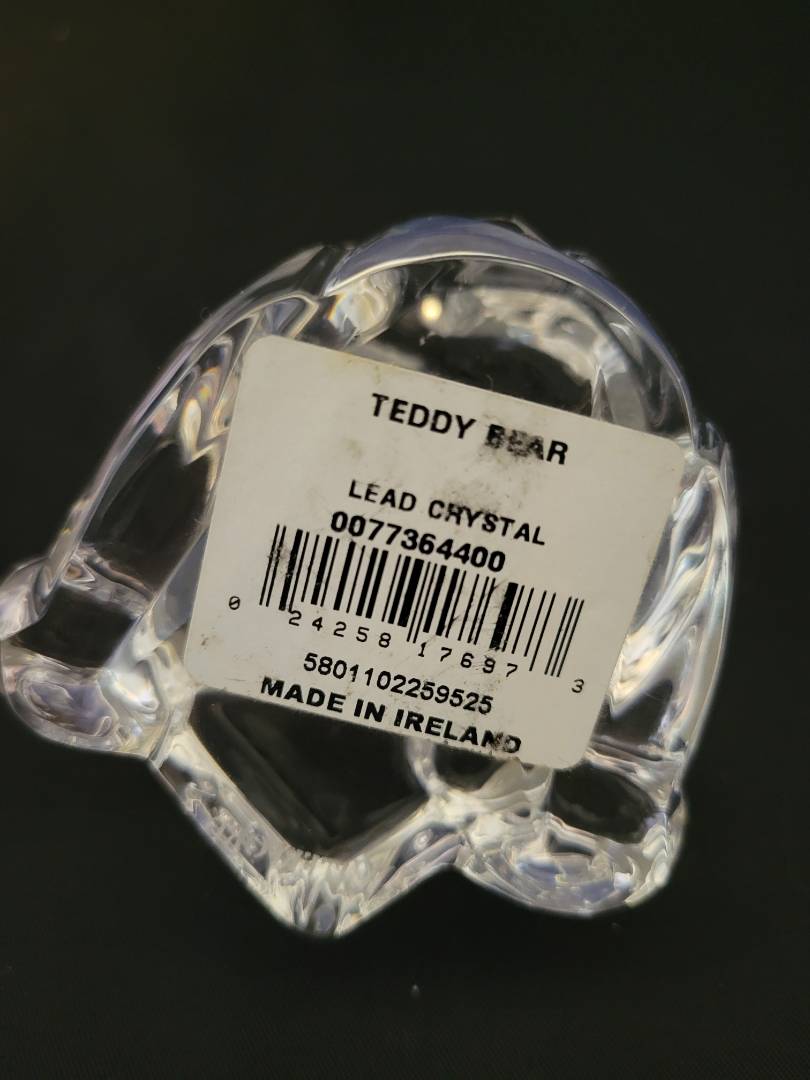 TEDDY BEAR
LEAD CRYSTAL
0077364400
0 24258 17697 3
5801102259525
MADE IN IRELAND